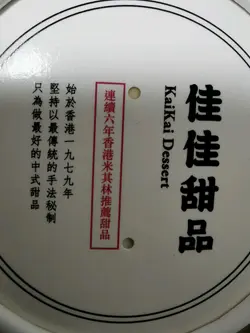 佳佳甜品
KaiKai Dessert
連續六年香港米其林推薦甜品
始於香港一九七九年
堅持以最傳統的手法秘制
只為做最好的中式甜品